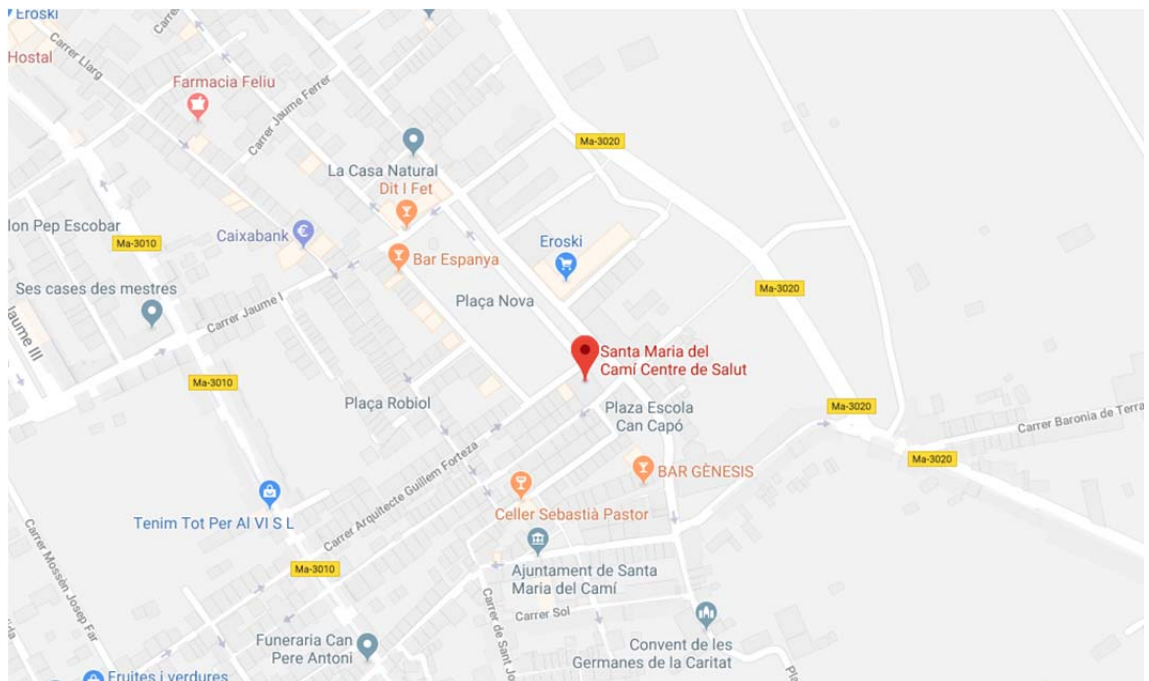 Eroski
Carrer Llarg
Hostal
Farmacia Feliu
Carrer Jaume Ferrer
Ma-3020
La Casa Natural
Dit I Fet
lon Pep Escobar
Ma-3010
Caixabank
Bar Espanya
Eroski
Ses cases des mestres
Plaça Nova
Ma-3020
Carrer Jaume I
Jaume III
Santa Maria del
Camí Centre de Salut
Ma-3010
Plaça Robiol
Plaza Escola
Can Capó
Ma-3020
Carrer Baronia de Terra
Ma-3020
BAR GÈNESIS
Carrer Arquitecte Guillem Forteza
Celler Sebastià Pastor
Tenim Tot Per Al VI S L
Carrer Mossèn Josep Far
Ma-3010
Ajuntament de Santa
Maria del Camí
Carrer Sol
Carrer de Sant Jo
Funeraria Can
Pere Antoni
Convent de les
Germanes de la Caritat
Fruites i verdures